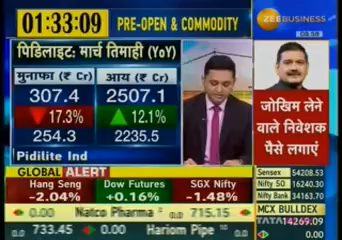 01:33:09
PRE-OPEN & COMMODITY
ZEE BUSINESS
08:58
पिडिलाइट: मार्च तिमाही (YoY)
मुनाफा (₹ Cr)
आय (₹ Cr)
307.4
2507.1
17.3%
12.1%
254.3
2235.5
Pidilite Ind
जोखिम लेने
वाले निवेशक
पैसे लगाएं
GLOBAL ALERT
Hang Seng
-2.04%
Dow Futures
+0.16%
SGX Nifty
-1.48%
Sensex 54208.53
Nifty 50 16240.30
Nifty Bank 34163.70
MCX BULLDEX
14269.09
0.00 Natco Pharma 715.15
733.45 0.00 Hariom Pipe